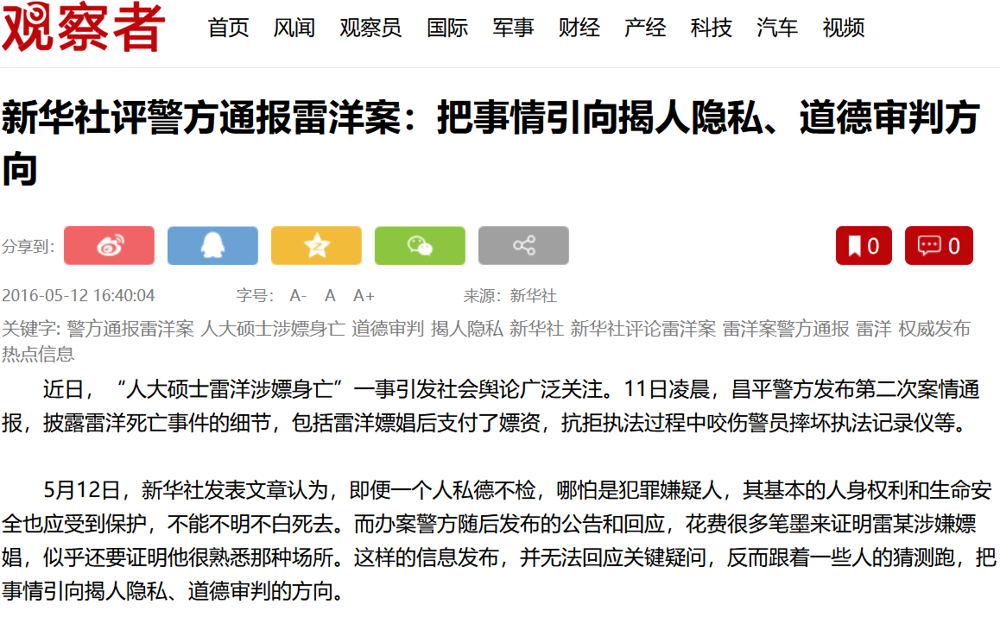 观察者 首页 风闻 观察员 国际 军事 财经 产经 科技 汽车 视频
新华社评警方通报雷洋案：把事情引向揭人隐私、道德审判方
向
分享到: 0 0
2016-05-12 16:40:04 字号： A- A A+ 来源：新华社
关键字: 警方通报雷洋案 人大硕士涉嫖身亡 道德审判 揭人隐私 新华社 新华社评论雷洋案 雷洋案警方通报 雷洋 权威发布
热点信息
近日，“人大硕士雷洋涉嫖身亡”一事引发社会舆论广泛关注。11日凌晨，昌平警方发布第二次案情通
报，披露雷洋死亡事件的细节，包括雷洋嫖娼后支付了嫖资，抗拒执法过程中咬伤警员摔坏执法记录仪等。
5月12日，新华社发表文章认为，即便一个人私德不检，哪怕是犯罪嫌疑人，其基本的人身权利和生命安
全也应受到保护，不能不明不白死去。而办案警方随后发布的公告和回应，花费很多笔墨来证明雷某涉嫌嫖
娼，似乎还要证明他很熟悉那种场所。这样的信息发布，并无法回应关键疑问，反而跟着一些人的猜测跑，把
事情引向揭人隐私、道德审判的方向。